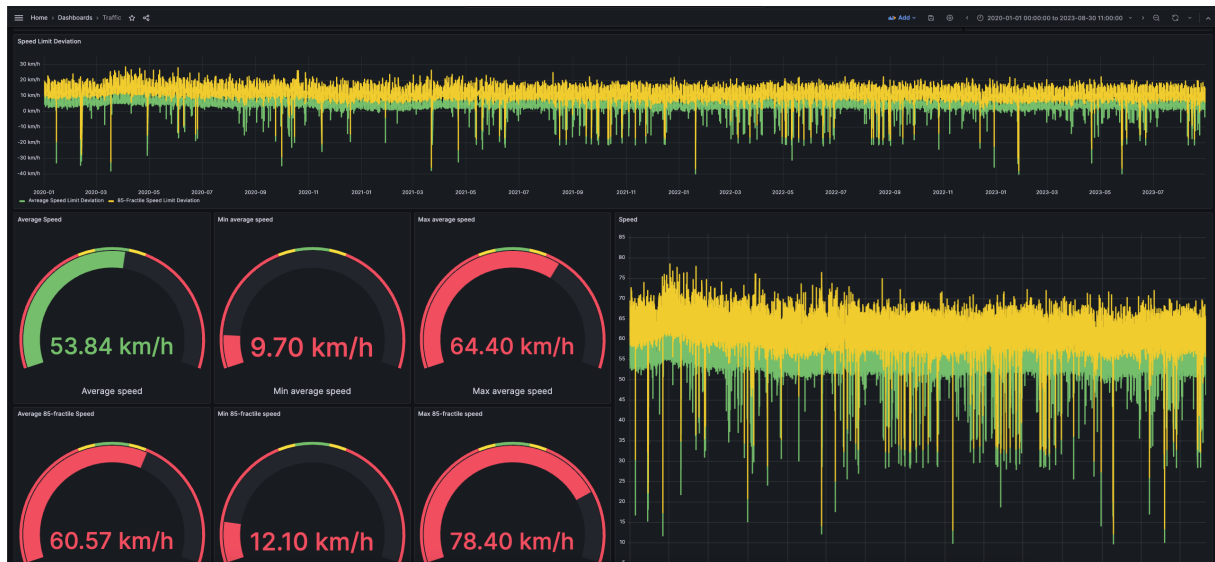 Home › Dashboards › Traffic
Add
2020-01-01 00:00:00 to 2023-08-30 11:00:00
Speed Limit Deviation
30 km/h
20 km/h
10 km/h
0 km/h
-10 km/h
-20 km/h
-30 km/h
-40 km/h
2020-01 2020-03 2020-05 2020-07 2020-09 2020-11 2021-01 2021-03 2021-05 2021-07 2021-09 2021-11 2022-01 2022-03 2022-05 2022-07 2022-09 2022-11 2023-01 2023-03 2023-05 2023-07
Avreage Speed Limit Deviation 85-Fractile Speed Limit Deviation
Average Speed
53.84 km/h
Average speed
Min average speed
9.70 km/h
Min average speed
Max average speed
64.40 km/h
Max average speed
Speed
85
80
75
70
65
60
55
50
45
40
35
30
25
20
15
10
Average 85-fractile Speed
60.57 km/h
Min 85-fractile speed
12.10 km/h
Max 85-fractile speed
78.40 km/h